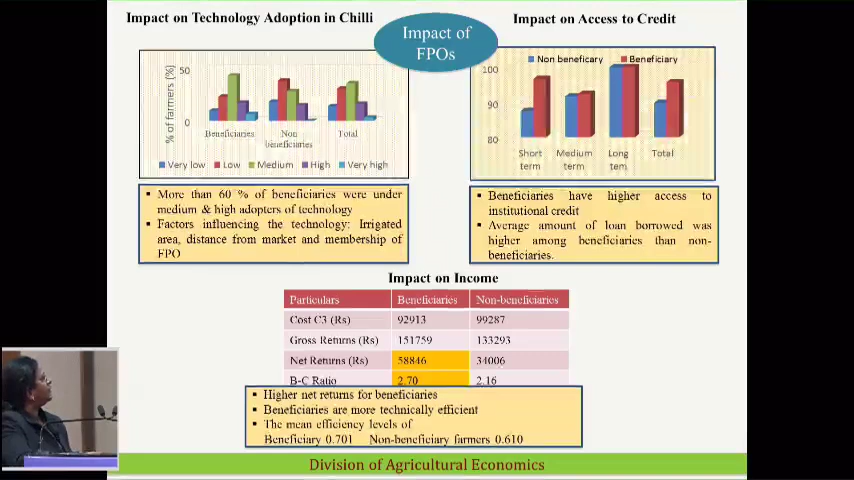 Impact on Technology Adoption in Chilli
Impact of
FPOs
Impact on Access to Credit
% of farmers (%)
50
0
Beneficiaries
Non
beneficiaries
Total
Very low
Low
Medium
High
Very high
Non beneficary
Beneficiary
100
90
80
Short
term
Medium
term
Long
tem
Total
• More than 60 % of beneficiaries were under
medium & high adopters of technology
• Factors influencing the technology: Irrigated
area, distance from market and membership of
FPO
• Beneficiaries have higher access to
institutional credit
• Average amount of loan borrowed was
higher among beneficiaries than non-
beneficiaries.
Impact on Income
Particulars Beneficiaries Non-beneficiaries
Cost C3 (Rs) 92913 99287
Gross Returns (Rs) 151759 133293
Net Returns (Rs) 58846 34006
B-C Ratio 2.70 2.16
• Higher net returns for beneficiaries
• Beneficiaries are more technically efficient
• The mean efficiency levels of
Beneficiary 0.701 Non-beneficiary farmers 0.610
Division of Agricultural Economics